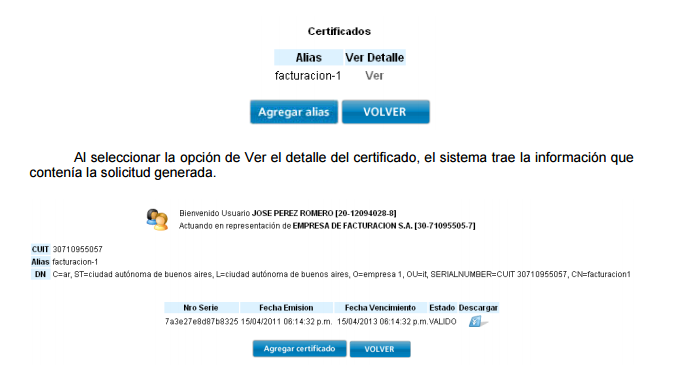 Certificados
Alias Ver Detalle
facturacion-1 Ver
Agregar alias VOLVER
Al seleccionar la opción de Ver el detalle del certificado, el sistema trae la información que
contenía la solicitud generada.
Bienvenido Usuario JOSE PEREZ ROMERO [20-12094028-8]
Actuando en representación de EMPRESA DE FACTURACION S.A. [30-71095505-7]
CUIT 30710955057
Alias facturacion-1
DN C=ar, ST=ciudad autónoma de buenos aires, L=ciudad autónoma de buenos aires, O=empresa 1, OU=it, SERIALNUMBER=CUIT 30710955057, CN=facturacion1
Nro Serie Fecha Emision Fecha Vencimiento Estado Descargar
7a3e27e8d87b8325 15/04/2011 06:14:32 p.m. 15/04/2013 06:14:32 p.m. VALIDO
Agregar certificado VOLVER